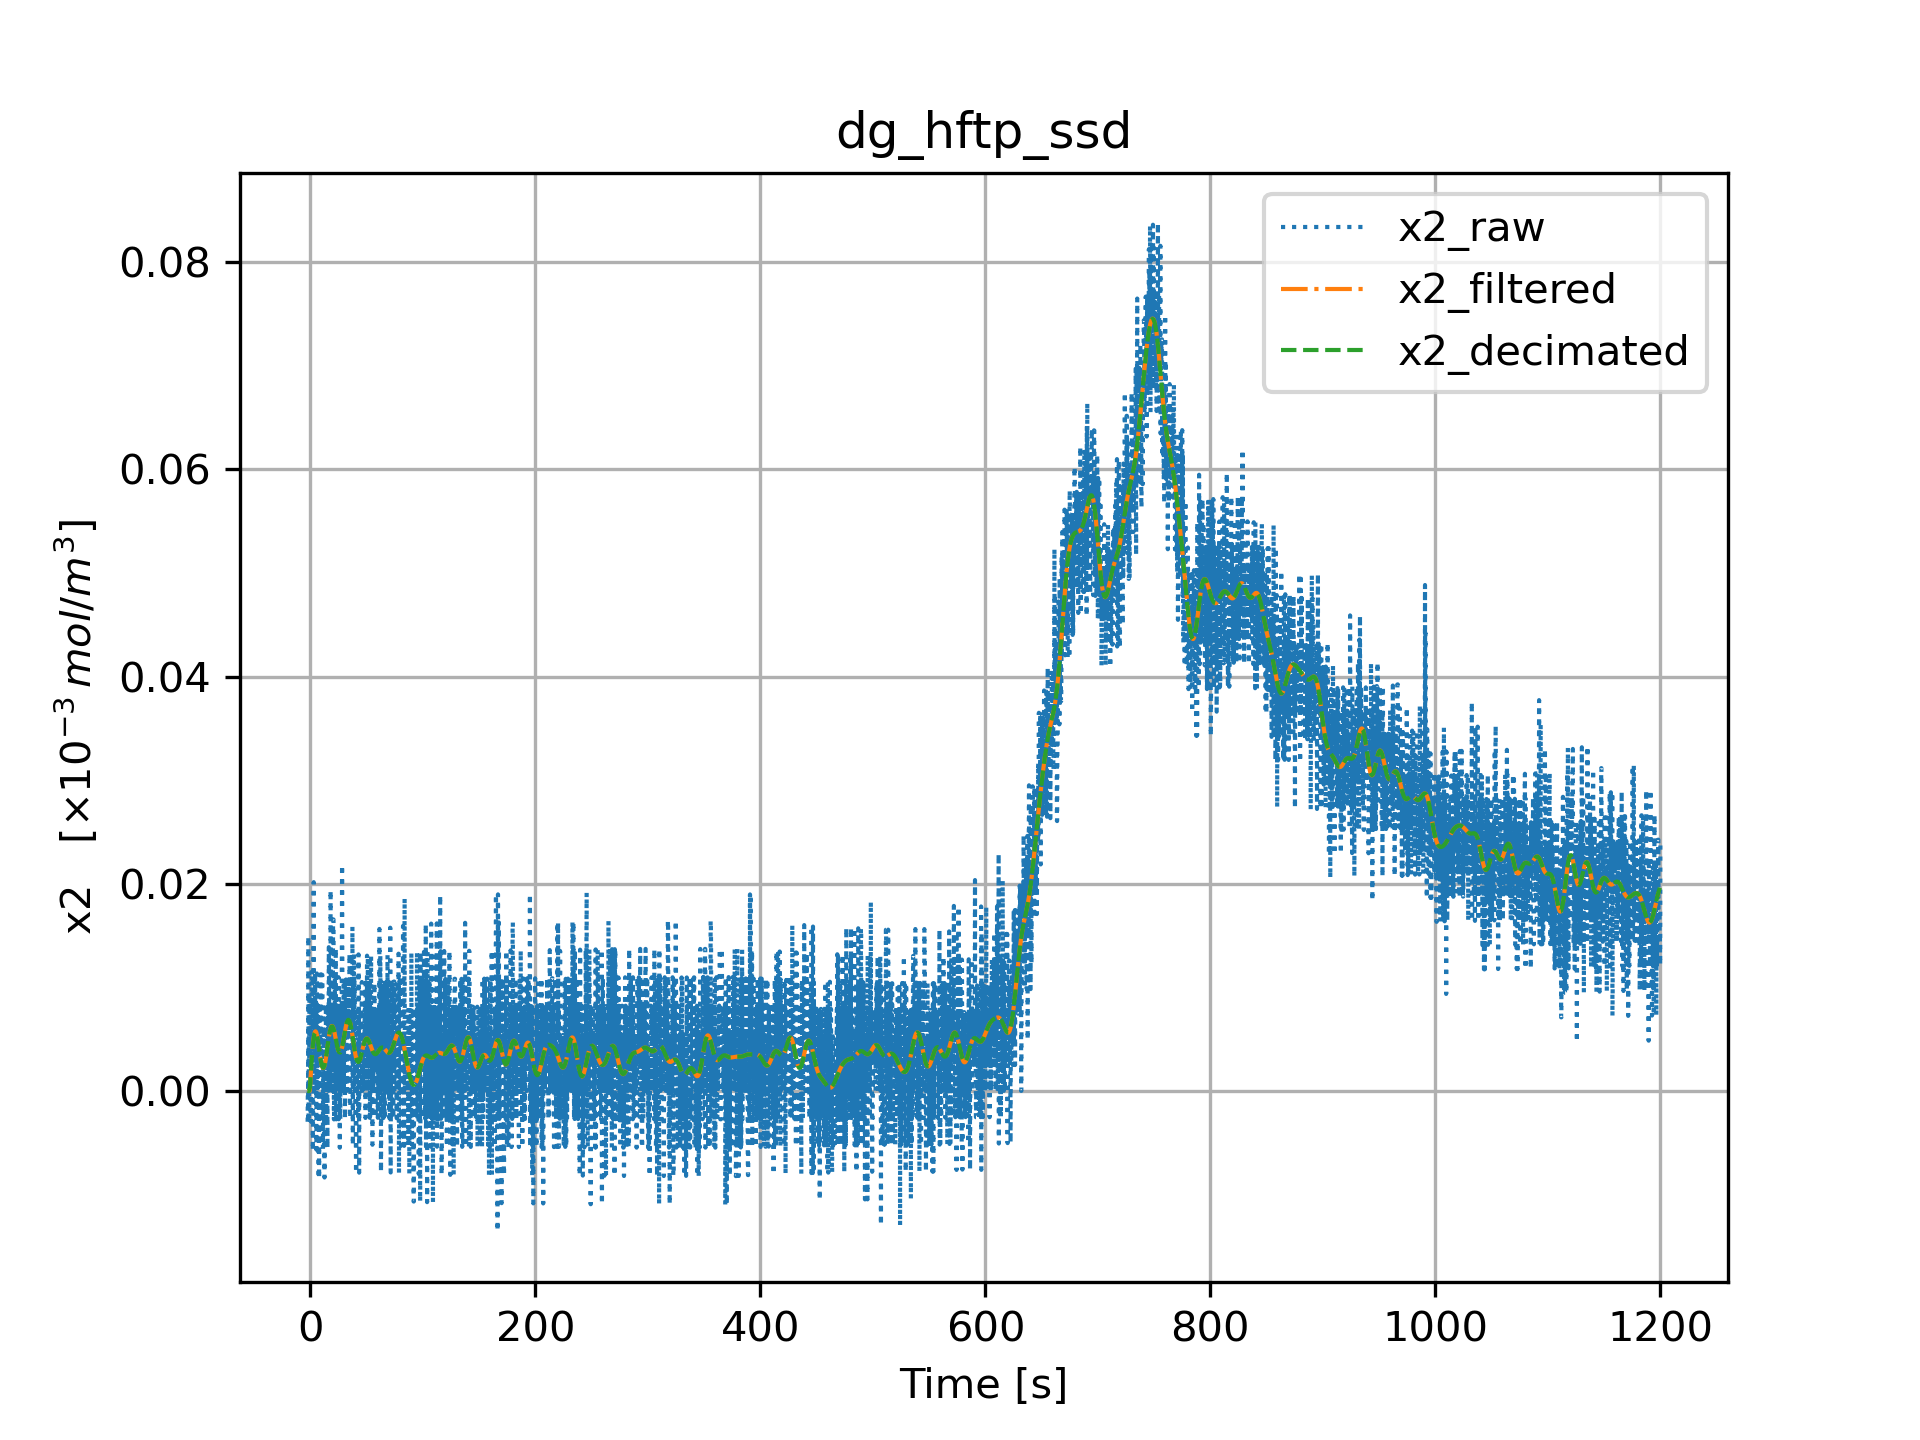 dg_hftp_ssd
x2_raw
x2_filtered
x2_decimated
0.08
0.06
0.04
0.02
0.00
x2 [×10⁻³ mol/m³]
0 200 400 600 800 1000 1200
Time [s]